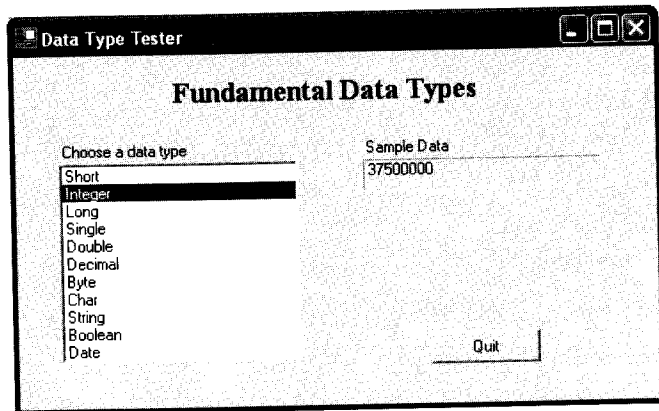 Data Type Tester
Fundamental Data Types
Choose a data type
Short
Integer
Long
Single
Double
Decimal
Byte
Char
String
Boolean
Date
Sample Data
37500000
Quit